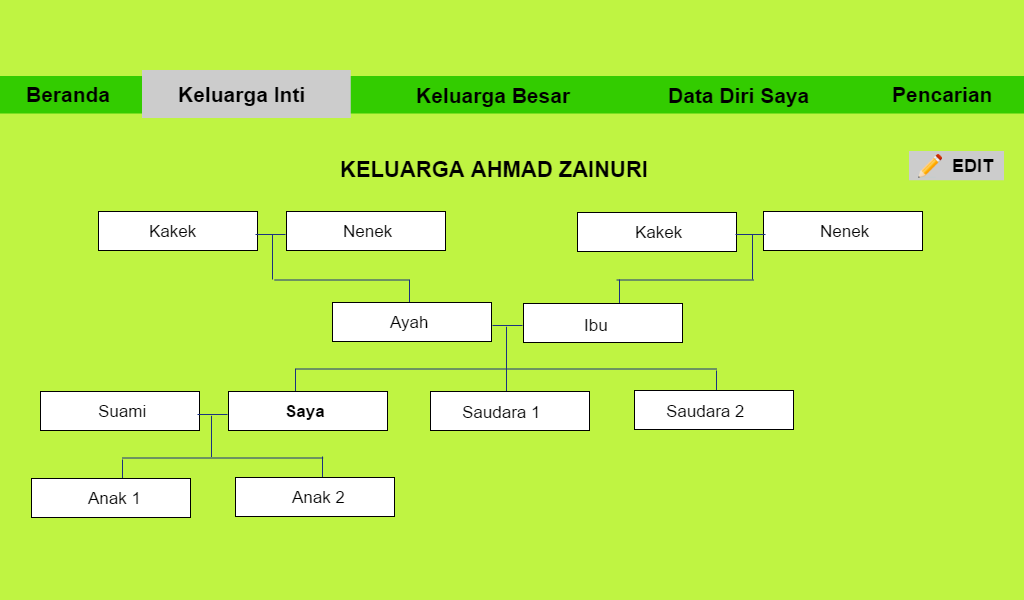 Beranda
Keluarga Inti
Keluarga Besar
Data Diri Saya
Pencarian
KELUARGA AHMAD ZAINURI
EDIT
Kakek
Nenek
Kakek
Nenek
Ayah
Ibu
Suami
Saya
Saudara 1
Saudara 2
Anak 1
Anak 2